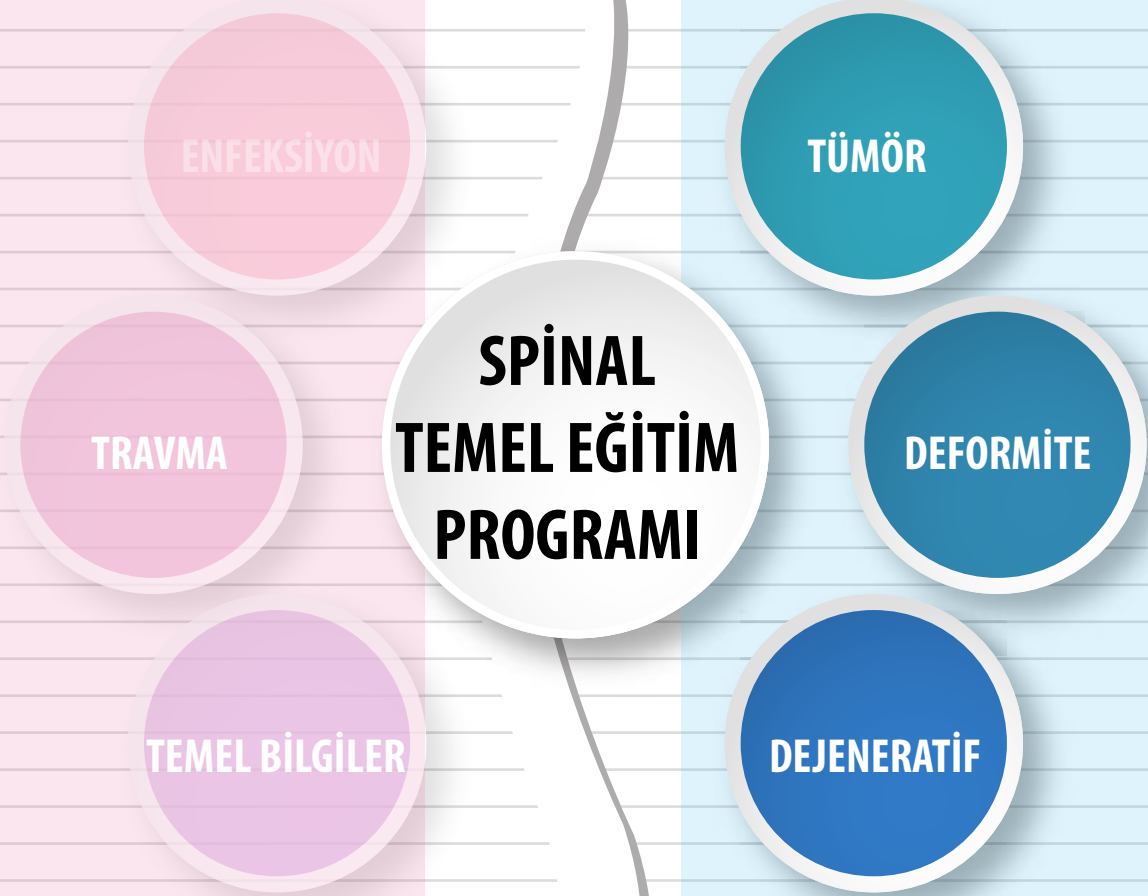 ENFEKSİYON
TÜMÖR
SPİNAL
TEMEL EĞİTİM
PROGRAMI
TRAVMA
DEFORMİTE
TEMEL BİLGİLER
DEJENERATİF